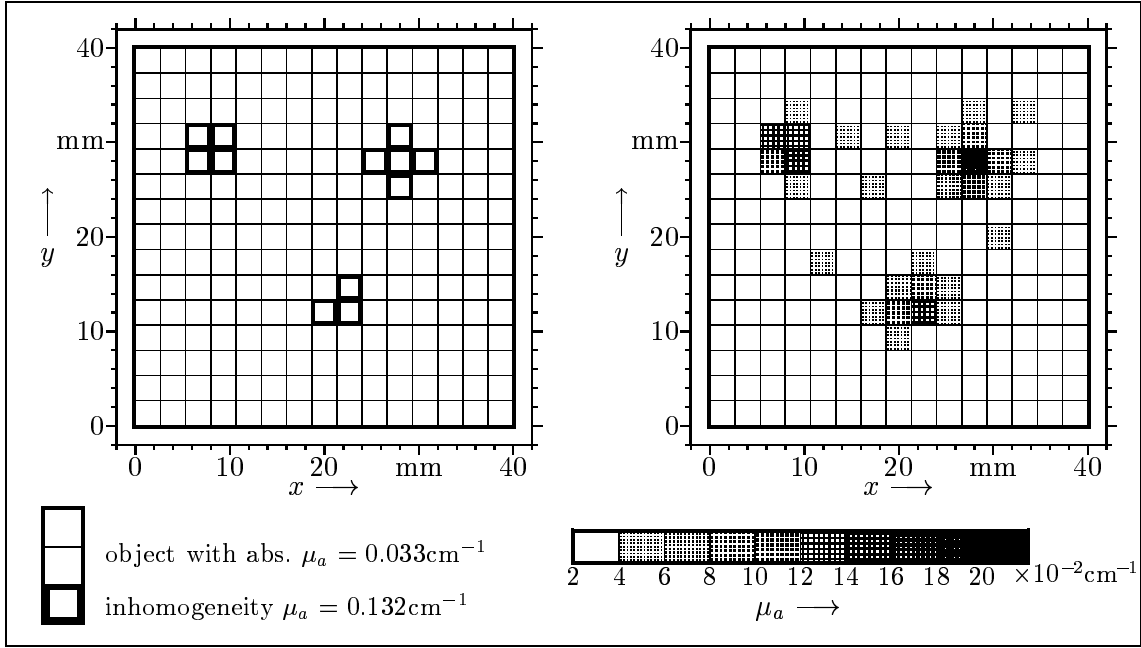 40
mm
20
y →
10
0
0 10 20 mm 40
x →
40
mm
20
y →
10
0
0 10 20 mm 40
x →
object with abs. μₐ = 0.033cm⁻¹
inhomogeneity μₐ = 0.132cm⁻¹
2 4 6 8 10 12 14 16 18 20 ×10⁻²cm⁻¹
μₐ →